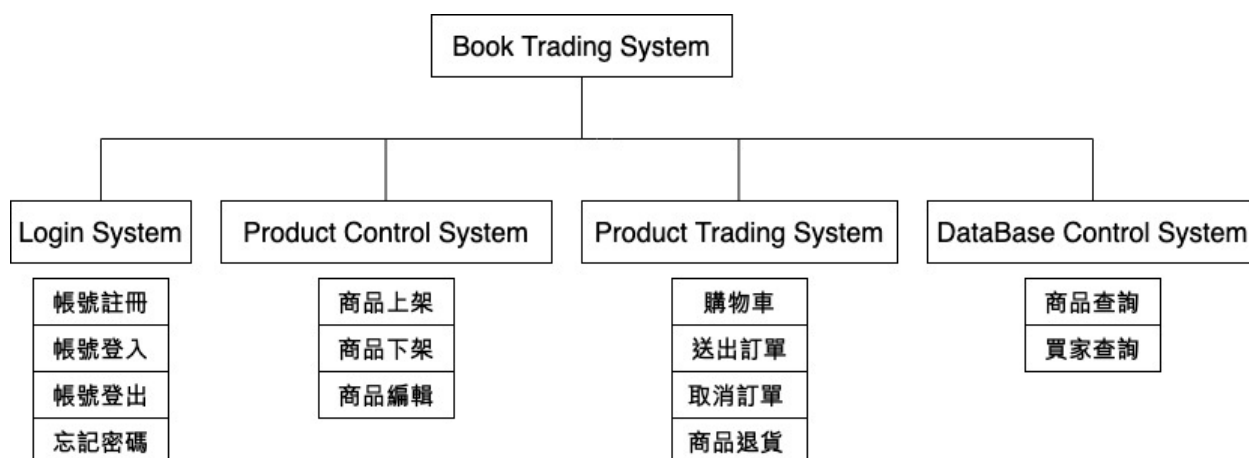 Book Trading System
Login System
帳號註冊
帳號登入
帳號登出
忘記密碼
Product Control System
商品上架
商品下架
商品編輯
Product Trading System
購物車
送出訂單
取消訂單
商品退貨
DataBase Control System
商品查詢
買家查詢